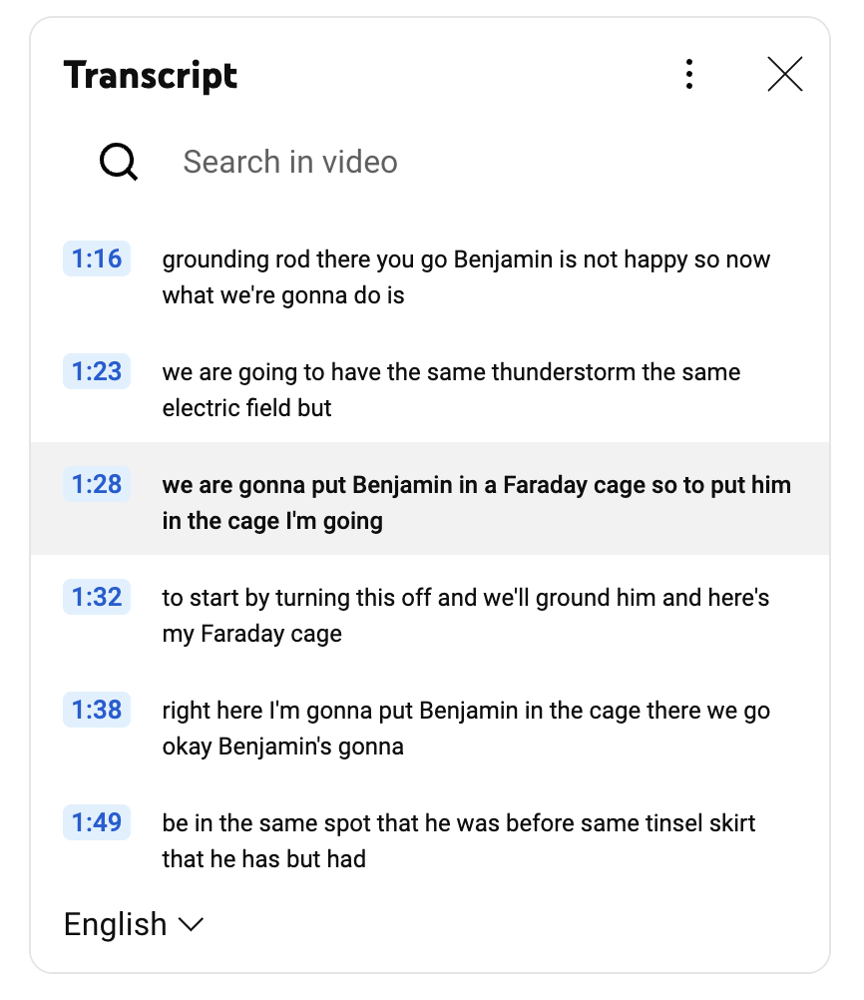 Transcript
Search in video
1:16
grounding rod there you go Benjamin is not happy so now
what we're gonna do is
1:23
we are going to have the same thunderstorm the same
electric field but
1:28
we are gonna put Benjamin in a Faraday cage so to put him
in the cage I'm going
1:32
to start by turning this off and we'll ground him and here's
my Faraday cage
1:38
right here I'm gonna put Benjamin in the cage there we go
okay Benjamin's gonna
1:49
be in the same spot that he was before same tinsel skirt
that he has but had
English